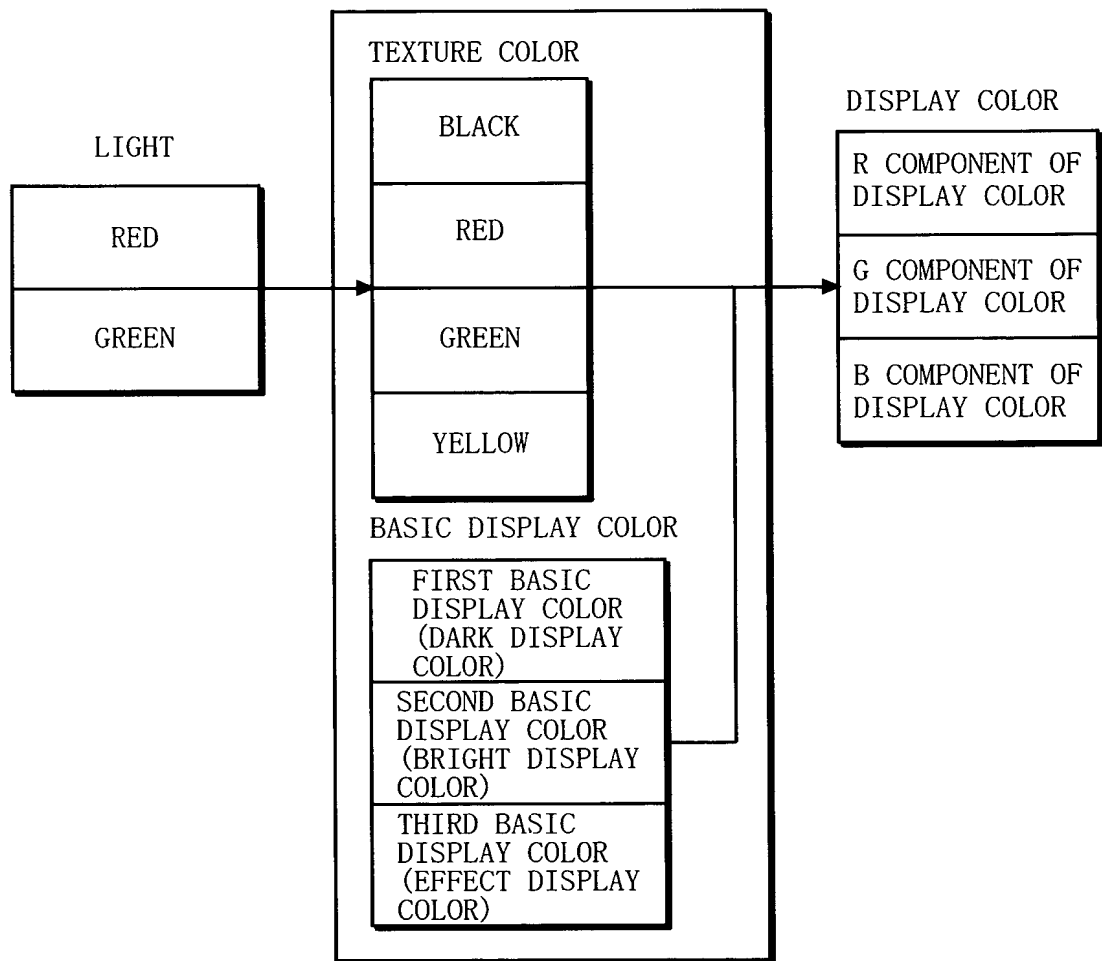 LIGHT
RED
GREEN
TEXTURE COLOR
BLACK
RED
GREEN
YELLOW
BASIC DISPLAY COLOR
FIRST BASIC
DISPLAY COLOR
(DARK DISPLAY
COLOR)
SECOND BASIC
DISPLAY COLOR
(BRIGHT DISPLAY
COLOR)
THIRD BASIC
DISPLAY COLOR
(EFFECT DISPLAY
COLOR)
DISPLAY COLOR
R COMPONENT OF
DISPLAY COLOR
G COMPONENT OF
DISPLAY COLOR
B COMPONENT OF
DISPLAY COLOR